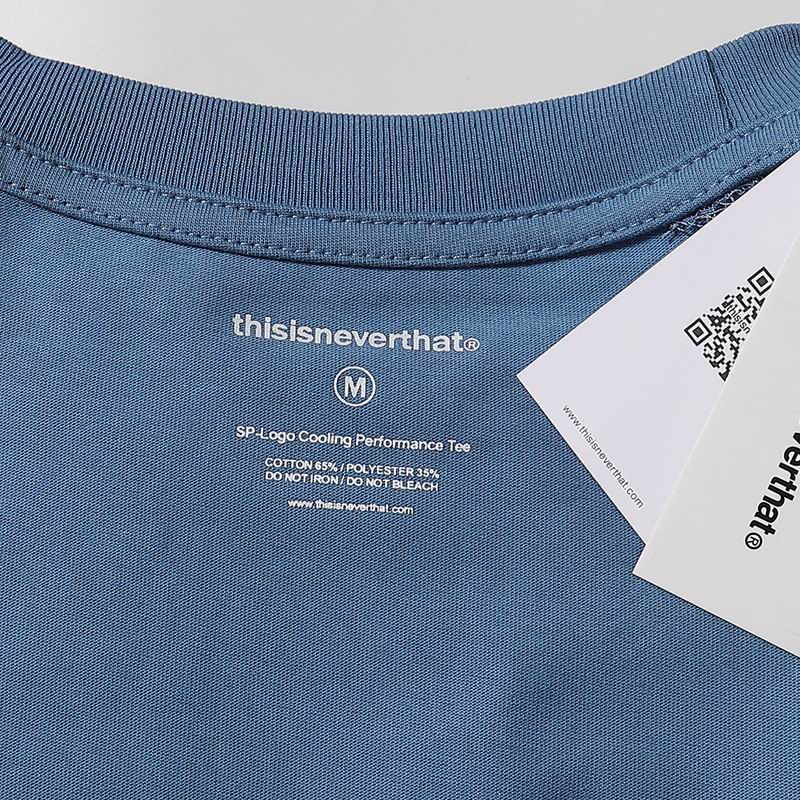 thisisneverthat®
M
SP-Logo Cooling Performance Tee
COTTON 65% / POLYESTER 35%
DO NOT IRON / DO NOT BLEACH
www.thisisneverthat.com
www.thisisneverthat.com
verthat®